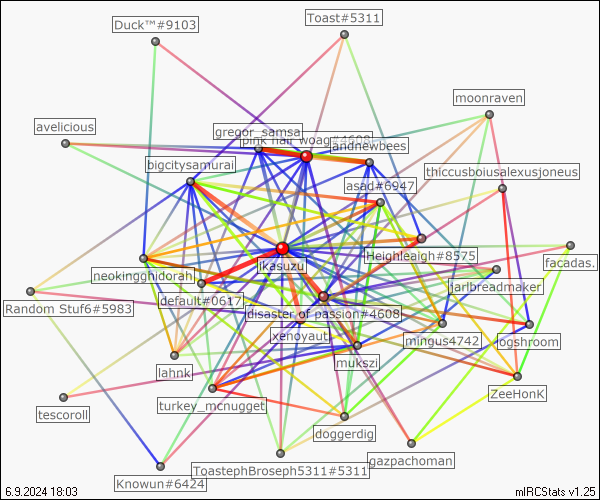 Duck™#9103
Toast#5311
moonraven
avelicious
gregor_samsa
pink hair woag#4608
andnewbees
bigcitysamurai
thiccusboiusalexusjoneus
asad#6947
Heighleaigh#8575
facadas.
ikasuzu
neokingghidorah
jarlbreadmaker
default#0617
Random Stuf6#5983
disaster of passion#4608
xenoyaut
mingus4742
ogshroom
mukszi
lahnk
ZeeHonK
turkey_mcnugget
tescoroll
doggerdig
gazpachoman
ToastephBroseph5311#5311
Knowun#6424
6.9.2024 18:03
mIRCStats v1.25